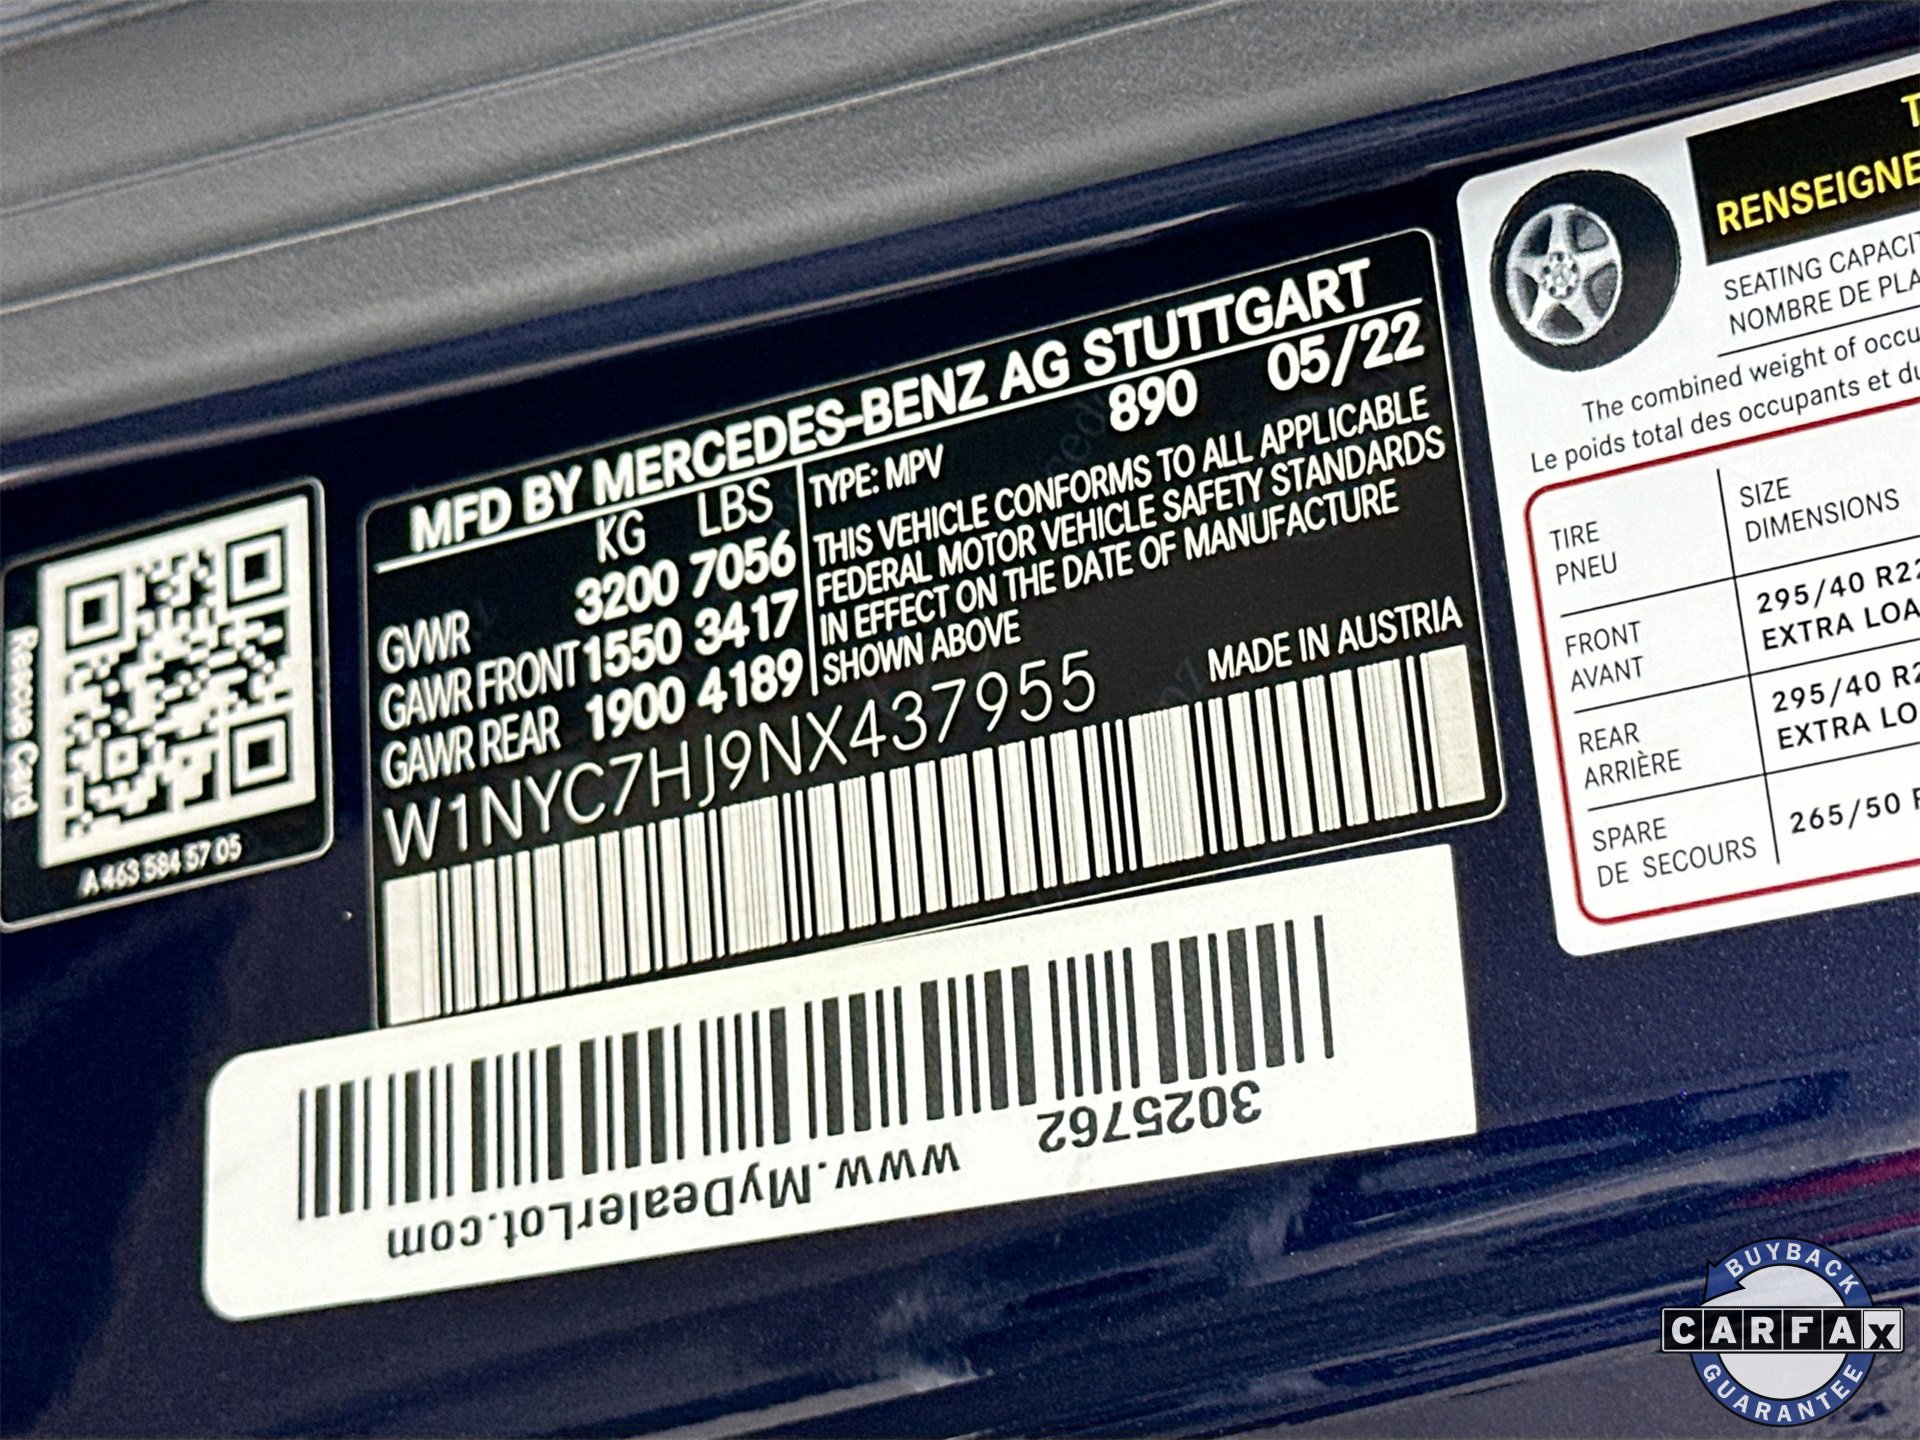 MFD BY MERCEDES-BENZ AG STUTTGART
KG LBS
GVWR 3200 7056
GAWR FRONT 1550 3417
GAWR REAR 1900 4189
TYPE: MPV 890 05/22
THIS VEHICLE CONFORMS TO ALL APPLICABLE
FEDERAL MOTOR VEHICLE SAFETY STANDARDS
IN EFFECT ON THE DATE OF MANUFACTURE
SHOWN ABOVE
W1NYC7HJ9NX437955
MADE IN AUSTRIA
Rescue Card
A 463 584 57 05
3025762
www.MyDealerLot.com
RENSEIGNE
SEATING CAPACIT
NOMBRE DE PLA
The combined weight of occu
Le poids total des occupants et du
TIRE
PNEU
SIZE
DIMENSIONS
FRONT
AVANT
295/40 R22
EXTRA LOA
REAR
ARRIÈRE
295/40 R2
EXTRA LO
SPARE
DE SECOURS
265/50
BUYBACK
CARFAX
GUARANTEE